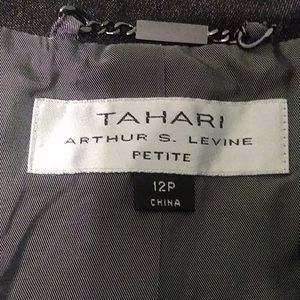 TAHARI
ARTHUR S. LEVINE
PETITE
12P
CHINA